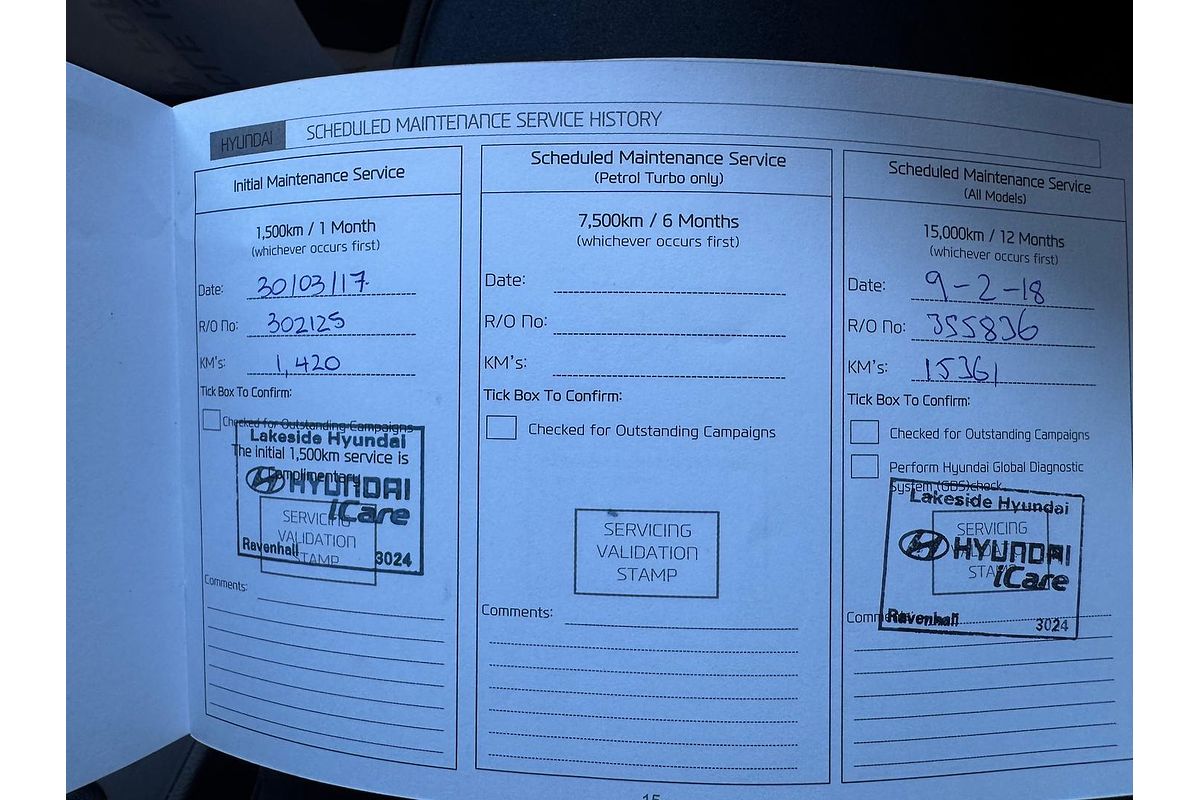 HYUNDAI
SCHEDULED MAINTENANCE SERVICE HISTORY
Initial Maintenance Service
1,500km / 1 Month
(whichever occurs first)
Date: 30/03/17
R/O No: 302125
KM's: 1,420
Tick Box To Confirm:
Checked for Outstanding Campaigns
Lakeside Hyundai
The initial 1,500km service is
Complimentary
HYUNDAI
iCare
SERVICING
VALIDATION
STAMP
Ravenhall 3024
Comments:
Scheduled Maintenance Service
(Petrol Turbo only)
7,500km / 6 Months
(whichever occurs first)
Date:
R/O No:
KM's:
Tick Box To Confirm:
Checked for Outstanding Campaigns
SERVICING
VALIDATION
STAMP
Comments:
Scheduled Maintenance Service
(All Models)
15,000km / 12 Months
(whichever occurs first)
Date: 9-2-18
R/O No: 355836
KM's: 15361
Tick Box To Confirm:
Checked for Outstanding Campaigns
Perform Hyundai Global Diagnostic
System (GDS)check
Lakeside Hyundai
SERVICING
HYUNDAI
STAMP
iCare
Comments:
Ravenhall 3024